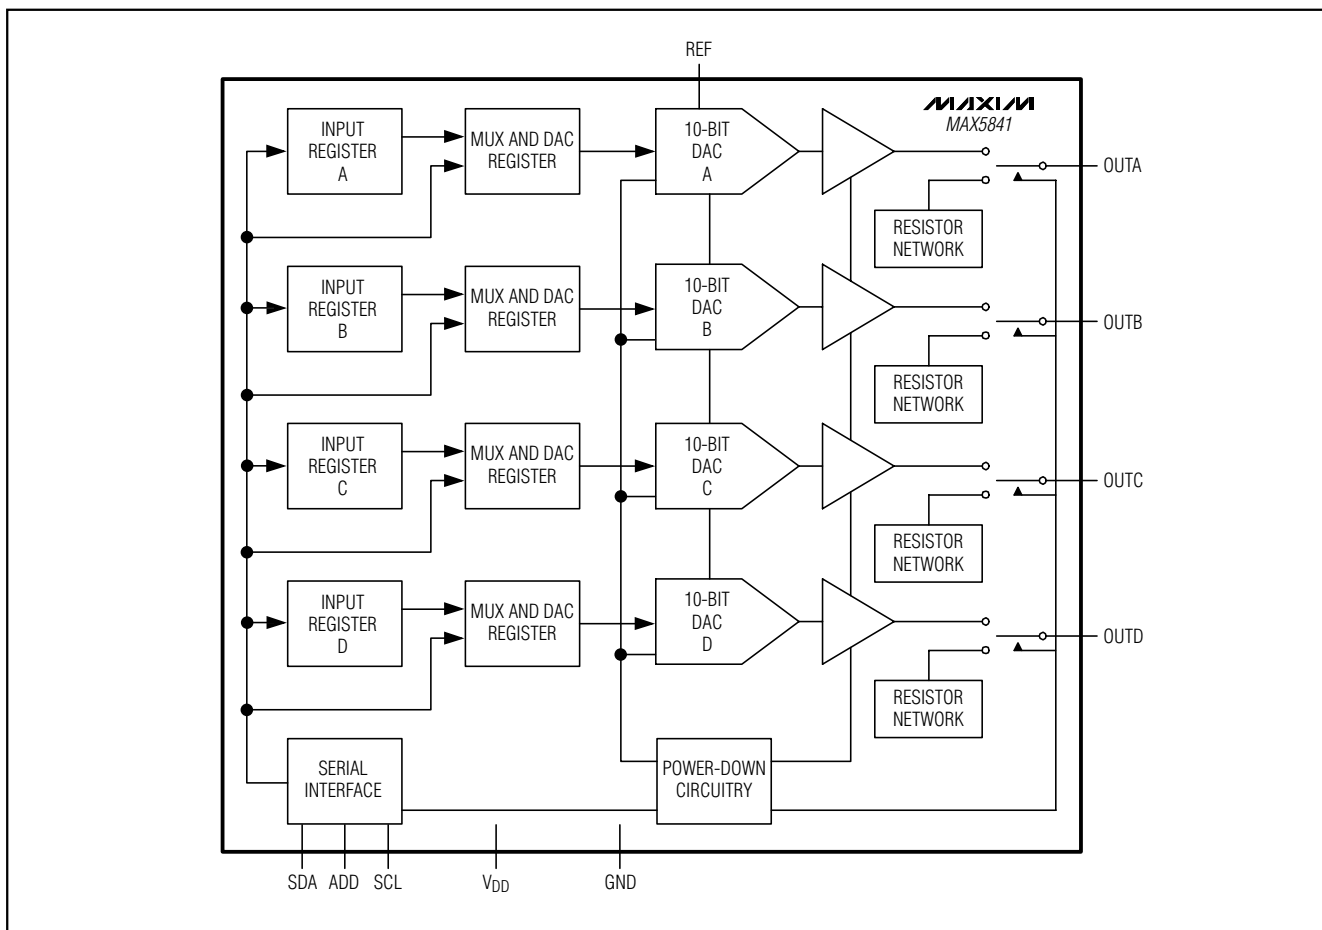 REF
MAXIM
MAX5841
INPUT
REGISTER
A
MUX AND DAC
REGISTER
10-BIT
DAC
A
OUTA
RESISTOR
NETWORK
INPUT
REGISTER
B
MUX AND DAC
REGISTER
10-BIT
DAC
B
OUTB
RESISTOR
NETWORK
INPUT
REGISTER
C
MUX AND DAC
REGISTER
10-BIT
DAC
C
OUTC
RESISTOR
NETWORK
INPUT
REGISTER
D
MUX AND DAC
REGISTER
10-BIT
DAC
D
OUTD
RESISTOR
NETWORK
SERIAL
INTERFACE
POWER-DOWN
CIRCUITRY
SDA ADD SCL VDD GND